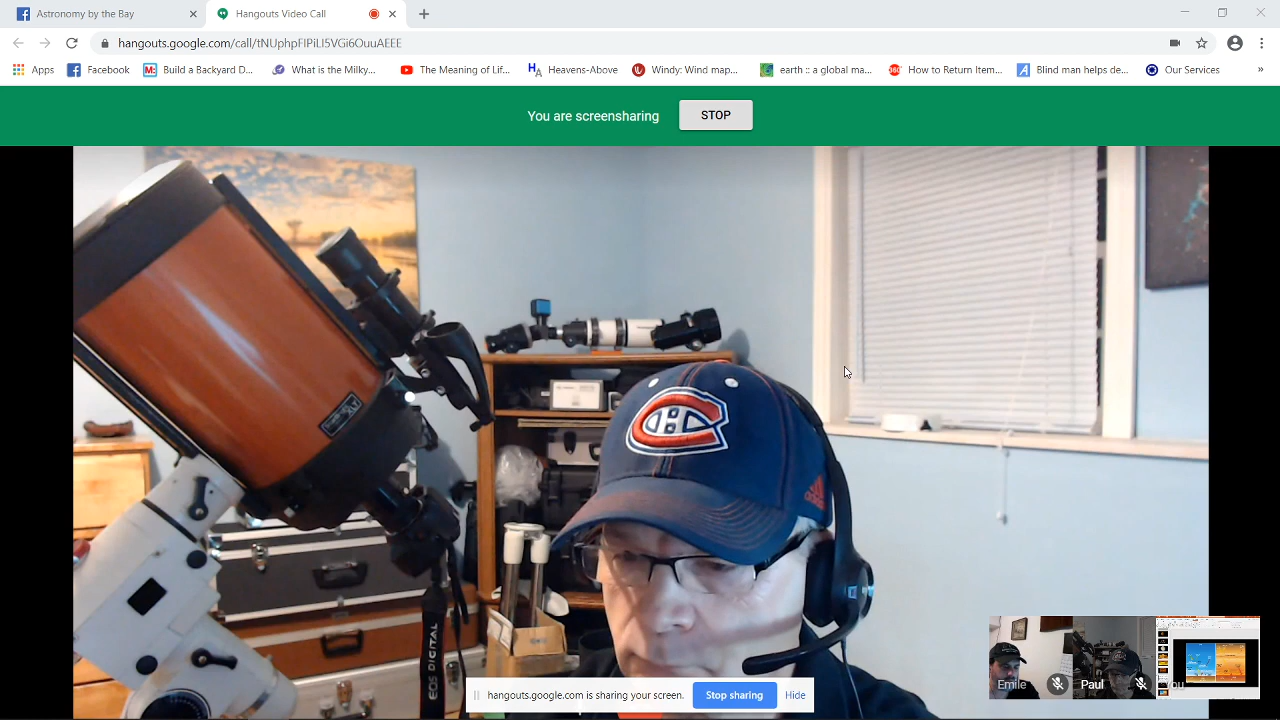 Astronomy by the Bay
Hangouts Video Call
hangouts.google.com/call/tNUphpFIPiLI5VGi6OuuAEEE
Apps
Facebook
Build a Backyard D...
What is the Milky...
The Meaning of Lif...
Heavens-Above
Windy: Wind map...
earth :: a global ma...
How to Return Item...
Blind man helps de...
Our Services
»
You are screensharing
STOP
EOS DIGITAL
adidas
hangouts.google.com is sharing your screen.
Stop sharing
Hide
Emile
Paul
You